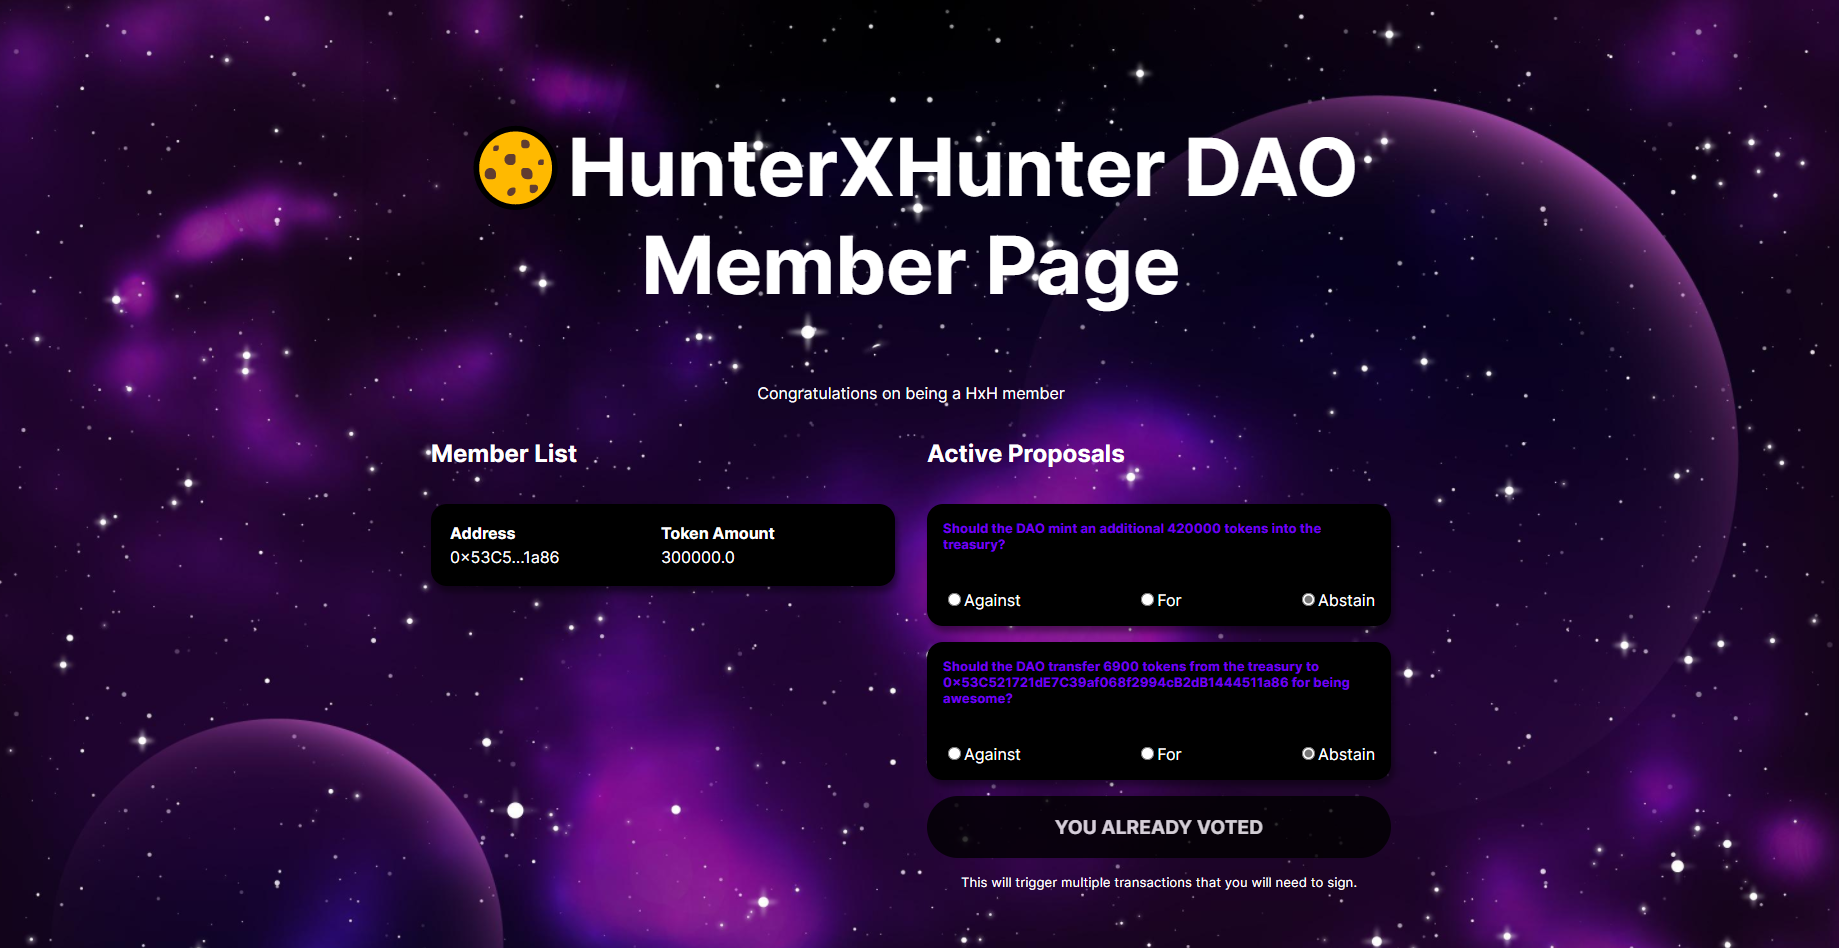 HunterXHunter DAO
Member Page
Congratulations on being a HxH member
Member List
Address
0x53C5...1a86
Token Amount
300000.0
Active Proposals
Should the DAO mint an additional 420000 tokens into the
treasury?
Against
For
Abstain
Should the DAO transfer 6900 tokens from the treasury to
0x53C521721dE7C39af068f2994cB2dB1444511a86 for being
awesome?
Against
For
Abstain
YOU ALREADY VOTED
This will trigger multiple transactions that you will need to sign.